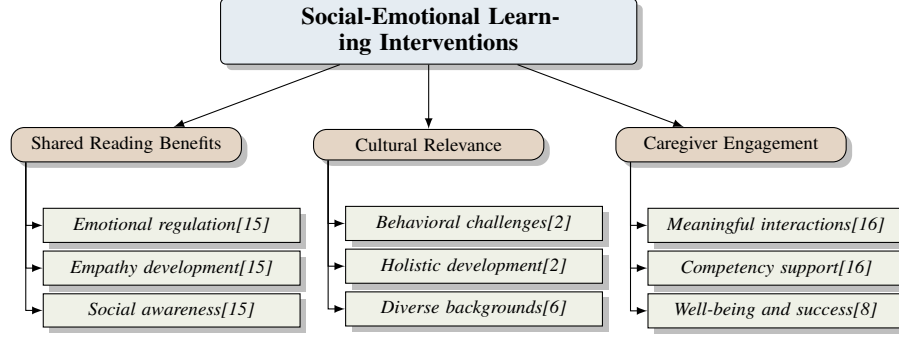 Social-Emotional Learn-
ing Interventions
Shared Reading Benefits
Cultural Relevance
Caregiver Engagement
Emotional regulation[15]
Empathy development[15]
Social awareness[15]
Behavioral challenges[2]
Holistic development[2]
Diverse backgrounds[6]
Meaningful interactions[16]
Competency support[16]
Well-being and success[8]